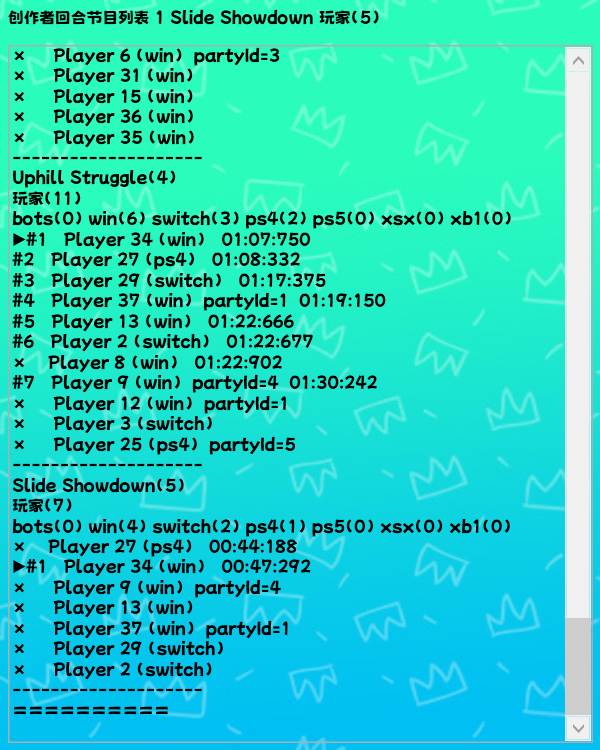 创作者回合节目列表 1 Slide Showdown 玩家(5)
× Player 6 (win) partyId=3
× Player 31 (win)
× Player 15 (win)
× Player 36 (win)
× Player 35 (win)
--------------------
Uphill Struggle(4)
玩家(11)
bots(0) win(6) switch(3) ps4(2) ps5(0) xsx(0) xb1(0)
▶#1 Player 34 (win) 01:07:750
#2 Player 27 (ps4) 01:08:332
#3 Player 29 (switch) 01:17:375
#4 Player 37 (win) partyId=1 01:19:150
#5 Player 13 (win) 01:22:666
#6 Player 2 (switch) 01:22:677
× Player 8 (win) 01:22:902
#7 Player 9 (win) partyId=4 01:30:242
× Player 12 (win) partyId=1
× Player 3 (switch)
× Player 25 (ps4) partyId=5
--------------------
Slide Showdown(5)
玩家(7)
bots(0) win(4) switch(2) ps4(1) ps5(0) xsx(0) xb1(0)
× Player 27 (ps4) 00:44:188
▶#1 Player 34 (win) 00:47:292
× Player 9 (win) partyId=4
× Player 13 (win)
× Player 37 (win) partyId=1
× Player 29 (switch)
× Player 2 (switch)
--------------------
==========